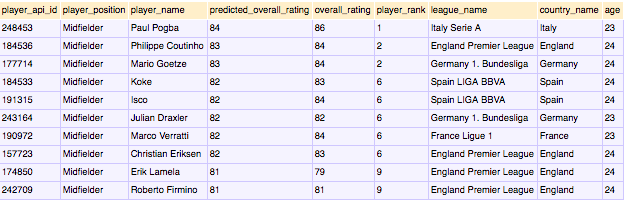 player_api_id player_position player_name predicted_overall_rating overall_rating player_rank league_name country_name age
248453 Midfielder Paul Pogba 84 86 1 Italy Serie A Italy 23
184536 Midfielder Philippe Coutinho 83 84 2 England Premier League England 24
177714 Midfielder Mario Goetze 83 84 2 Germany 1. Bundesliga Germany 24
184533 Midfielder Koke 82 83 6 Spain LIGA BBVA Spain 24
191315 Midfielder Isco 82 84 6 Spain LIGA BBVA Spain 24
243164 Midfielder Julian Draxler 82 82 6 Germany 1. Bundesliga Germany 23
190972 Midfielder Marco Verratti 82 84 6 France Ligue 1 France 23
157723 Midfielder Christian Eriksen 82 83 6 England Premier League England 24
174850 Midfielder Erik Lamela 81 79 9 England Premier League England 24
242709 Midfielder Roberto Firmino 81 81 9 England Premier League England 24